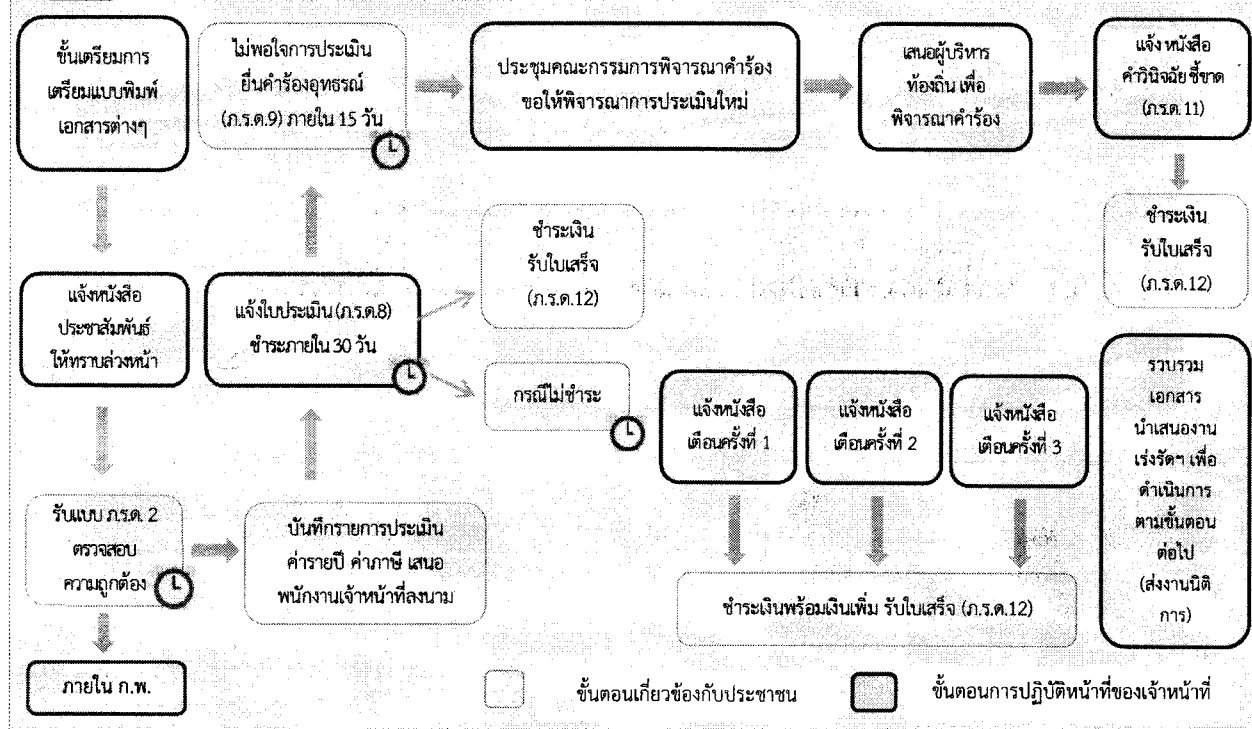 ขั้นเตรียมการ
เตรียมแบบพิมพ์
เอกสารต่างๆ
ไม่พอใจการประเมิน
ยื่นคำร้องอุทธรณ์
(ภ.ร.ด.9) ภายใน 15 วัน
ประชุมคณะกรรมการพิจารณาคำร้อง
ขอให้พิจารณาการประเมินใหม่
เสนอผู้บริหาร
ท้องถิ่น เพื่อ
พิจารณาคำร้อง
แจ้งหนังสือ
คำวินิจฉัย ชี้ขาด
(ภ.ร.ด. 11)
ชำระเงิน
รับใบเสร็จ
(ภ.ร.ด.12)
แจ้งหนังสือ
ประชาสัมพันธ์
ให้ทราบล่วงหน้า
แจ้งใบประเมิน (ภ.ร.ด.8)
ชำระภายใน 30 วัน
ชำระเงิน
รับใบเสร็จ
(ภ.ร.ด.12)
กรณีไม่ชำระ
แจ้งหนังสือ
เตือนครั้งที่ 1
แจ้งหนังสือ
เตือนครั้งที่ 2
แจ้งหนังสือ
เตือนครั้งที่ 3
รวบรวม
เอกสาร
นำเสนองาน
เร่งรัดฯ เพื่อ
ดำเนินการ
ตามขั้นตอน
ต่อไป
(ส่งงานนิติ
การ)
รับแบบ ภ.ร.ด. 2
ตรวจสอบ
ความถูกต้อง
บันทึกรายการประเมิน
ค่ารายปี ค่าภาษี เสนอ
พนักงานเจ้าหน้าที่ลงนาม
ชำระเงินพร้อมเงินเพิ่ม รับใบเสร็จ (ภ.ร.ด.12)
ภายใน ก.พ.
ขั้นตอนเกี่ยวข้องกับประชาชน
ขั้นตอนการปฏิบัติหน้าที่ของเจ้าหน้าที่